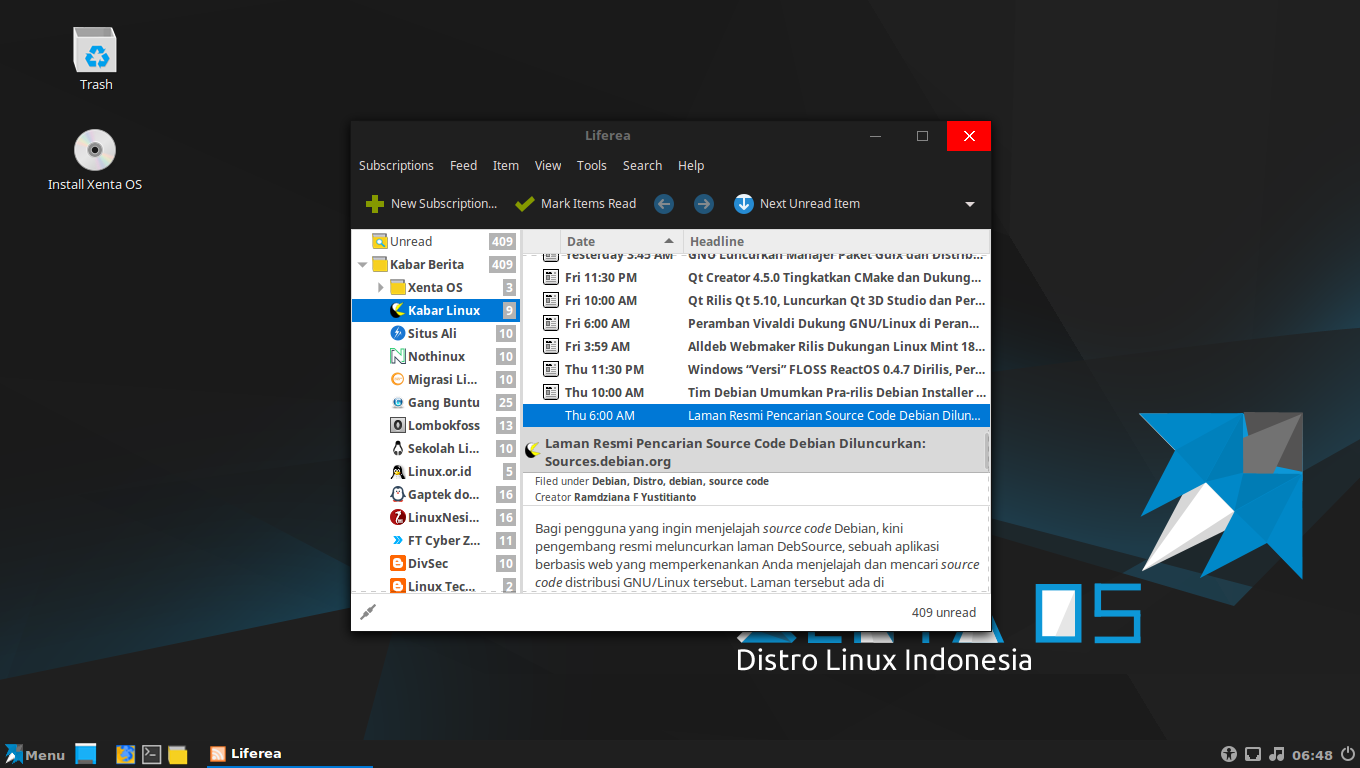 Trash
Install Xenta OS
Liferea
Subscriptions Feed Item View Tools Search Help
New Subscription... Mark Items Read Next Unread Item
Unread 409
Kabar Berita 409
Xenta OS 3
Kabar Linux 9
Situs Ali 10
Nothinux 10
Migrasi Li... 10
Gang Buntu 25
Lombokfoss 13
Sekolah Li... 10
Linux.or.id 5
Gaptek do... 16
LinuxNesi... 16
FT Cyber Z... 11
DivSec 10
Linux Tec... 2
Date Headline
Yesterday 3:45 AM GNU Luncurkan Manajer Paket Guix dan Distrib...
Fri 11:30 PM Qt Creator 4.5.0 Tingkatkan CMake dan Dukung...
Fri 10:00 AM Qt Rilis Qt 5.10, Luncurkan Qt 3D Studio dan Per...
Fri 6:00 AM Peramban Vivaldi Dukung GNU/Linux di Peran...
Fri 3:59 AM Alldeb Webmaker Rilis Dukungan Linux Mint 18...
Thu 11:30 PM Windows “Versi” FLOSS ReactOS 0.4.7 Dirilis, Per...
Thu 10:00 AM Tim Debian Umumkan Pra-rilis Debian Installer ...
Thu 6:00 AM Laman Resmi Pencarian Source Code Debian Dilun...
Laman Resmi Pencarian Source Code Debian Diluncurkan:
Sources.debian.org
Filed under Debian, Distro, debian, source code
Creator Ramdziana F Yustitianto
Bagi pengguna yang ingin menjelajah source code Debian, kini
pengembang resmi meluncurkan laman DebSource, sebuah aplikasi
berbasis web yang memperkenankan Anda menjelajah dan mencari source
code distribusi GNU/Linux tersebut. Laman tersebut ada di
409 unread
XENTA OS
Distro Linux Indonesia
Menu
Liferea
06:48